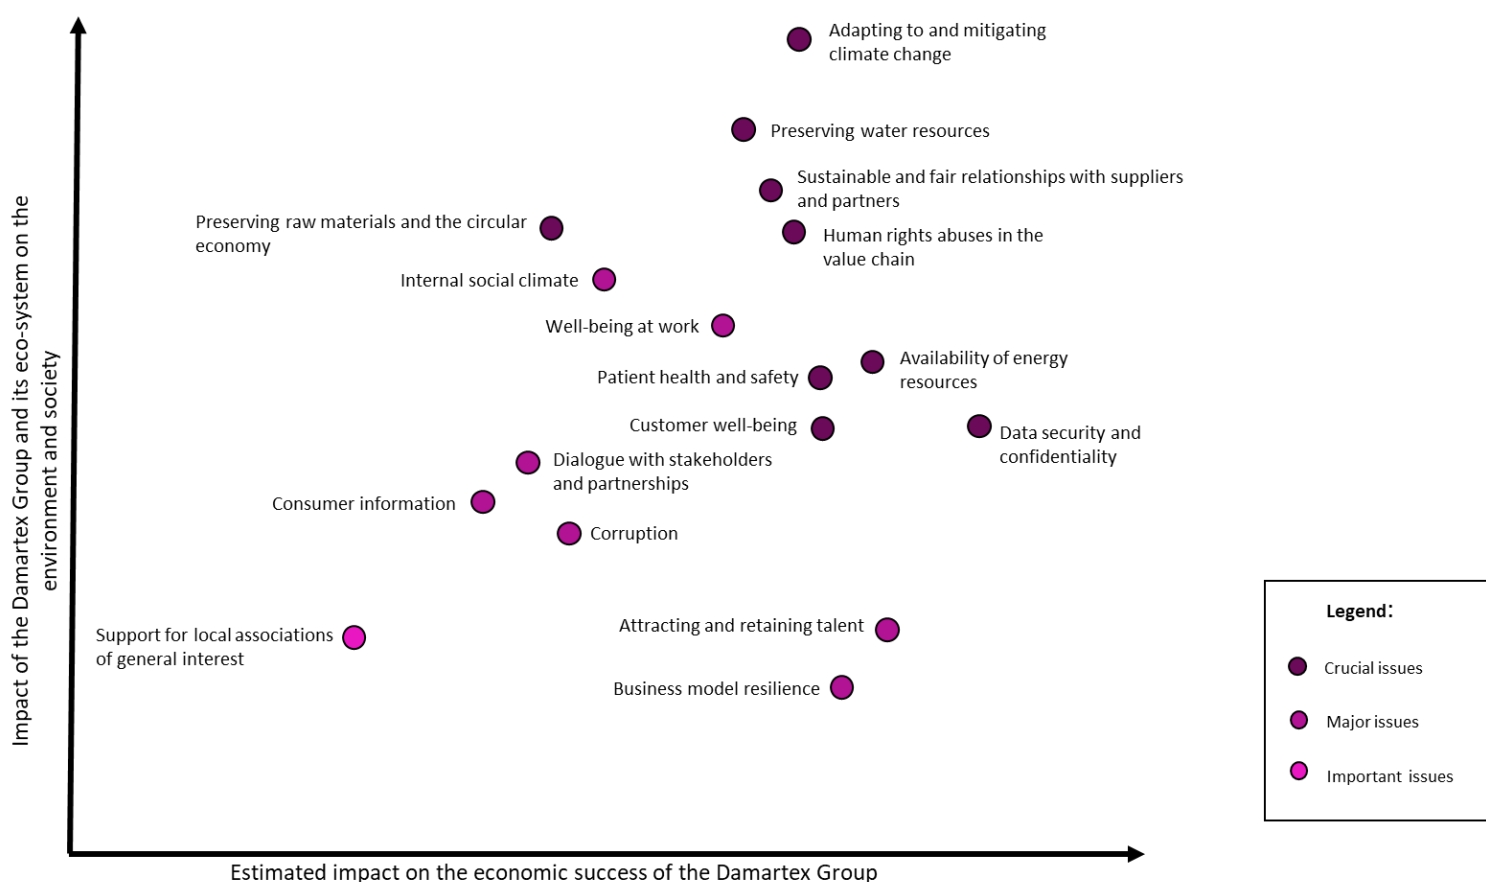 Adapting to and mitigating
climate change
Preserving water resources
Sustainable and fair relationships with suppliers
and partners
Preserving raw materials and the circular
economy
Human rights abuses in the
value chain
Internal social climate
Well-being at work
Availability of energy
resources
Patient health and safety
Customer well-being
Data security and
confidentiality
Dialogue with stakeholders
and partnerships
Consumer information
Corruption
Support for local associations
of general interest
Attracting and retaining talent
Business model resilience
Impact of the Damartex Group and its eco-system on the
environment and society
Estimated impact on the economic success of the Damartex Group
Legend:
Crucial issues
Major issues
Important issues